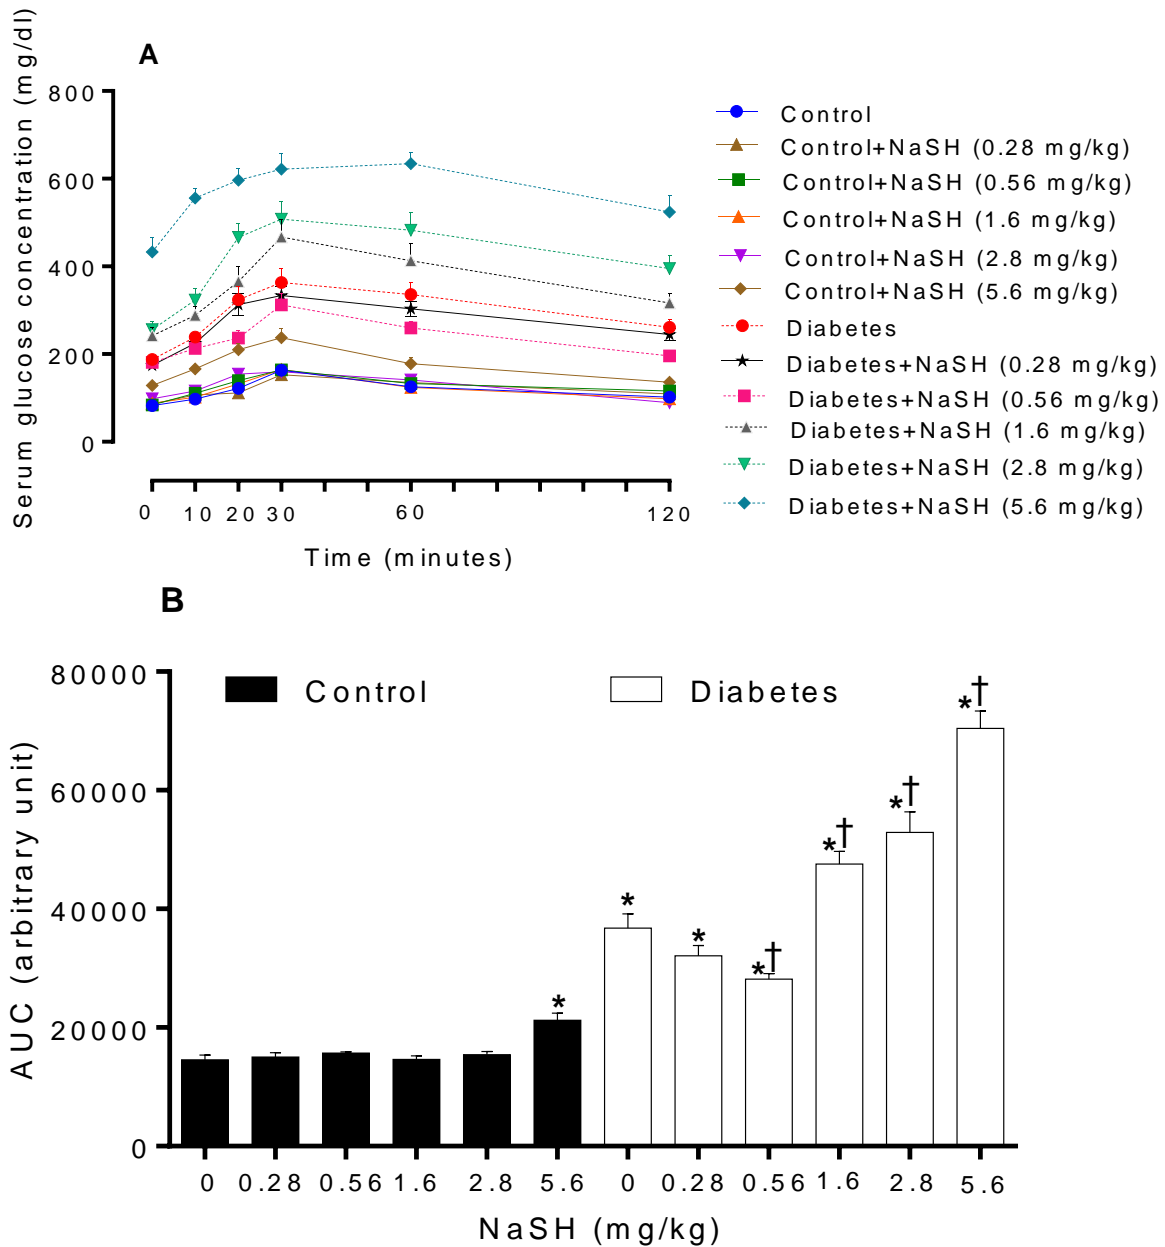 A
Serum glucose concentration (mg/dl)
800
600
400
200
0
0 10 20 30 60 120
Time (minutes)
Control
Control+NaSH (0.28 mg/kg)
Control+NaSH (0.56 mg/kg)
Control+NaSH (1.6 mg/kg)
Control+NaSH (2.8 mg/kg)
Control+NaSH (5.6 mg/kg)
Diabetes
Diabetes+NaSH (0.28 mg/kg)
Diabetes+NaSH (0.56 mg/kg)
Diabetes+NaSH (1.6 mg/kg)
Diabetes+NaSH (2.8 mg/kg)
Diabetes+NaSH (5.6 mg/kg)
B
AUC (arbitrary unit)
80000
60000
40000
20000
0
Control Diabetes
* * * *† *† *† *†
0 0.28 0.56 1.6 2.8 5.6 0 0.28 0.56 1.6 2.8 5.6
NaSH (mg/kg)